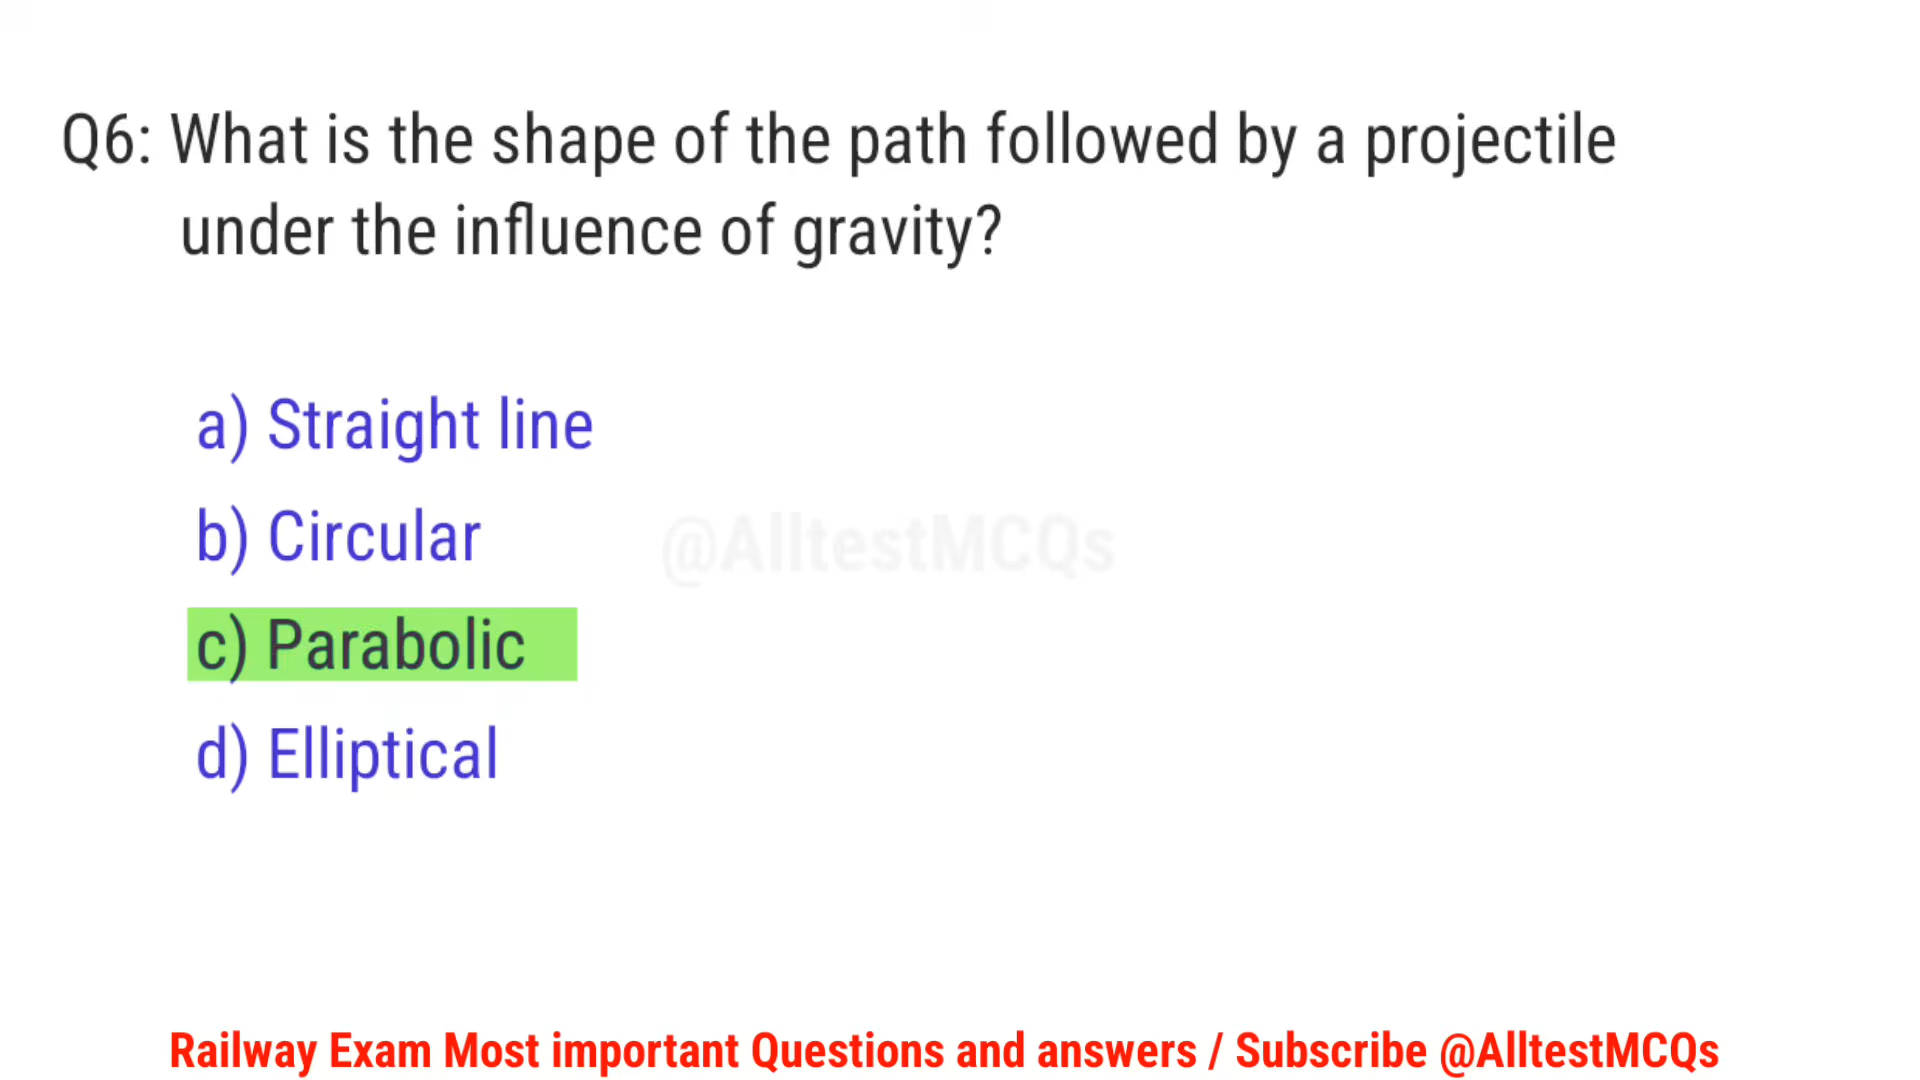 Q6: What is the shape of the path followed by a projectile
under the influence of gravity?
a) Straight line
b) Circular
@AlltestMCQs
c) Parabolic
d) Elliptical
Railway Exam Most important Questions and answers / Subscribe @AlltestMCQs